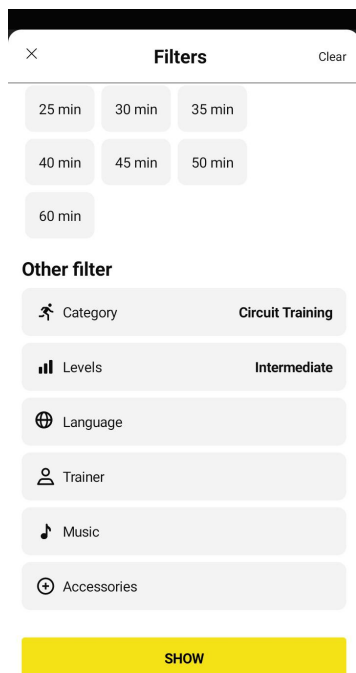 Filters Clear
25 min 30 min 35 min
40 min 45 min 50 min
60 min
Other filter
Category Circuit Training
Levels Intermediate
Language
Trainer
Music
Accessories
SHOW